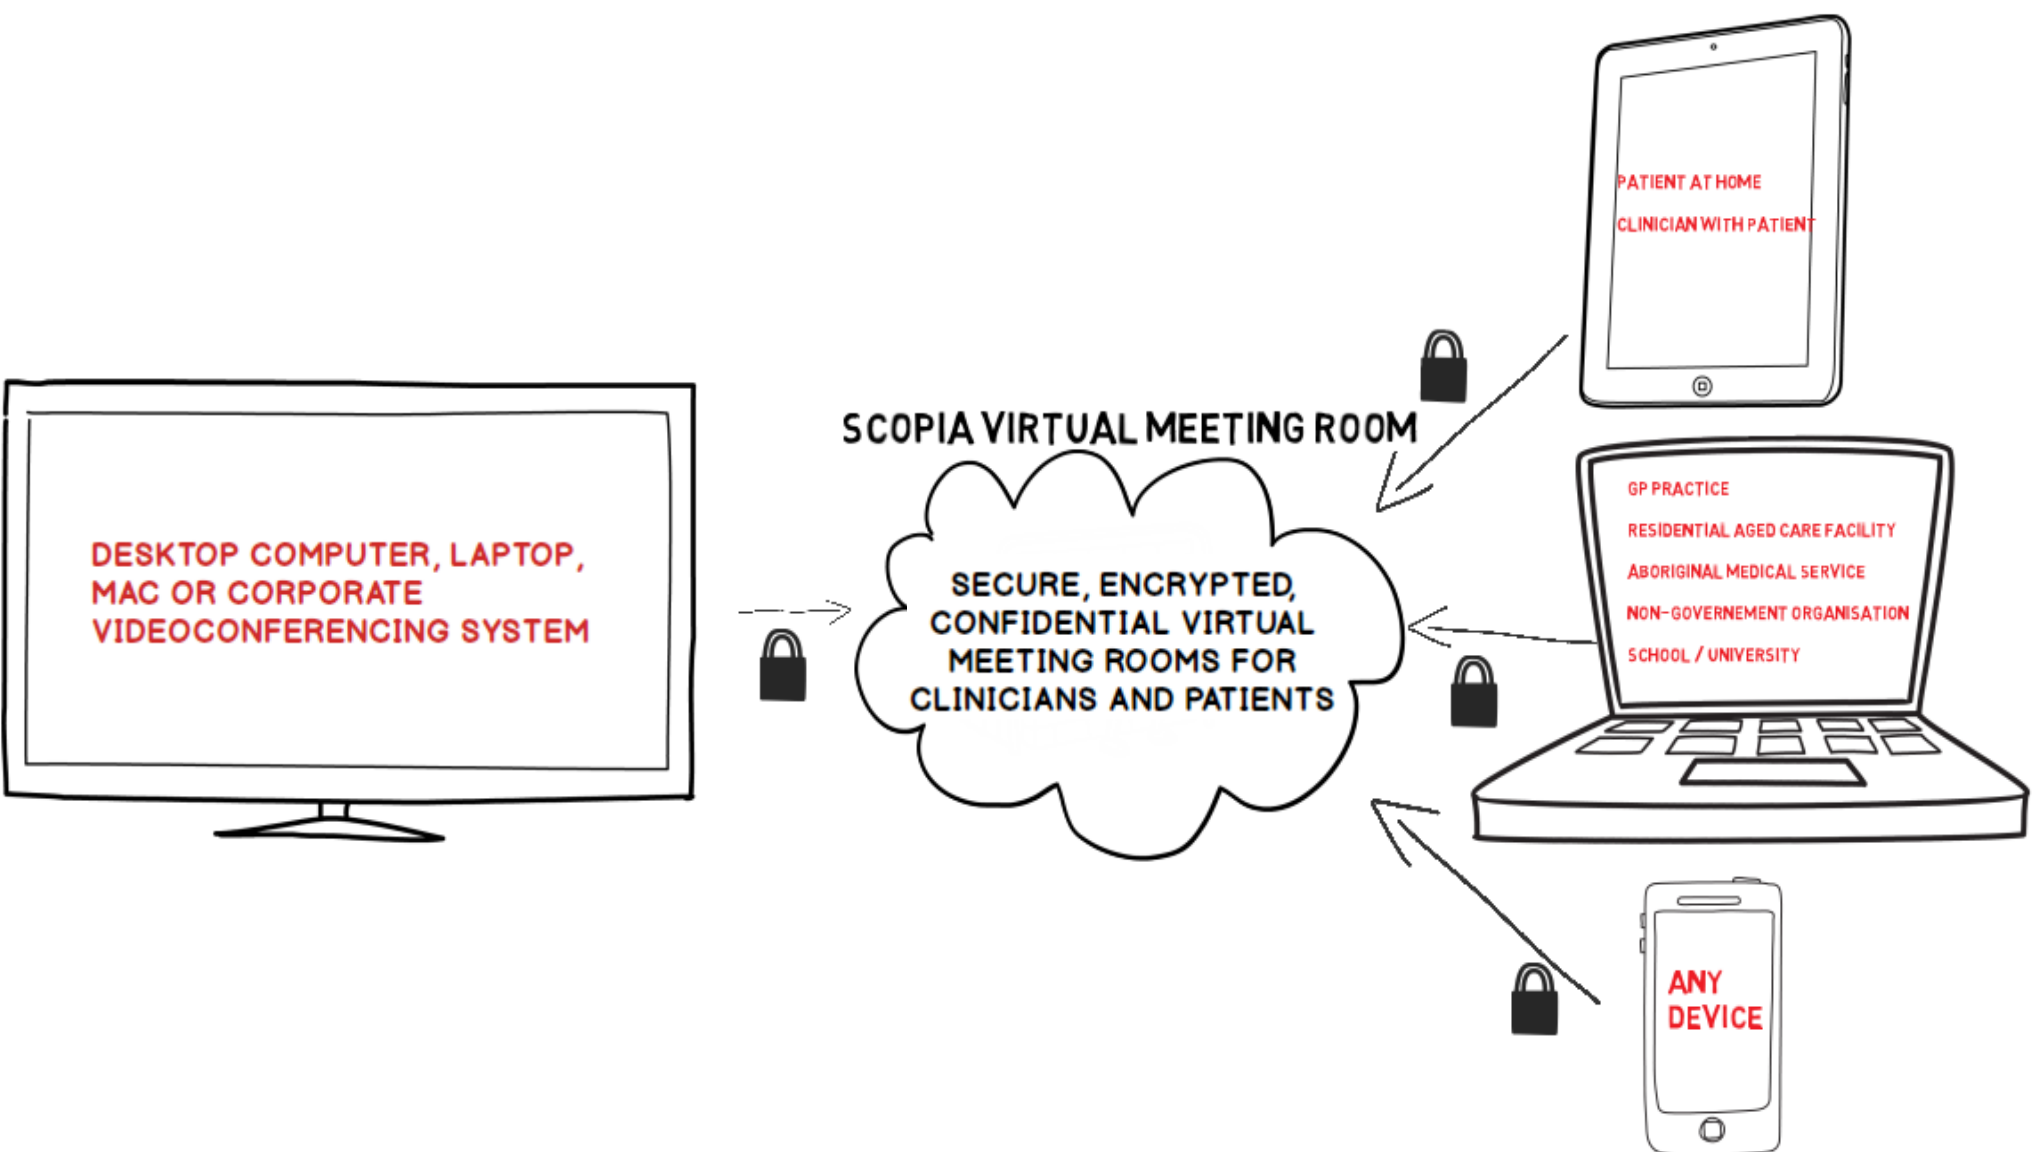 PATIENT AT HOME
CLINICIAN WITH PATIENT
SCOPIA VIRTUAL MEETING ROOM
DESKTOP COMPUTER, LAPTOP,
MAC OR CORPORATE
VIDEOCONFERENCING SYSTEM
SECURE, ENCRYPTED,
CONFIDENTIAL VIRTUAL
MEETING ROOMS FOR
CLINICIANS AND PATIENTS
GP PRACTICE
RESIDENTIAL AGED CARE FACILITY
ABORIGINAL MEDICAL SERVICE
NON-GOVERNEMENT ORGANISATION
SCHOOL / UNIVERSITY
ANY
DEVICE